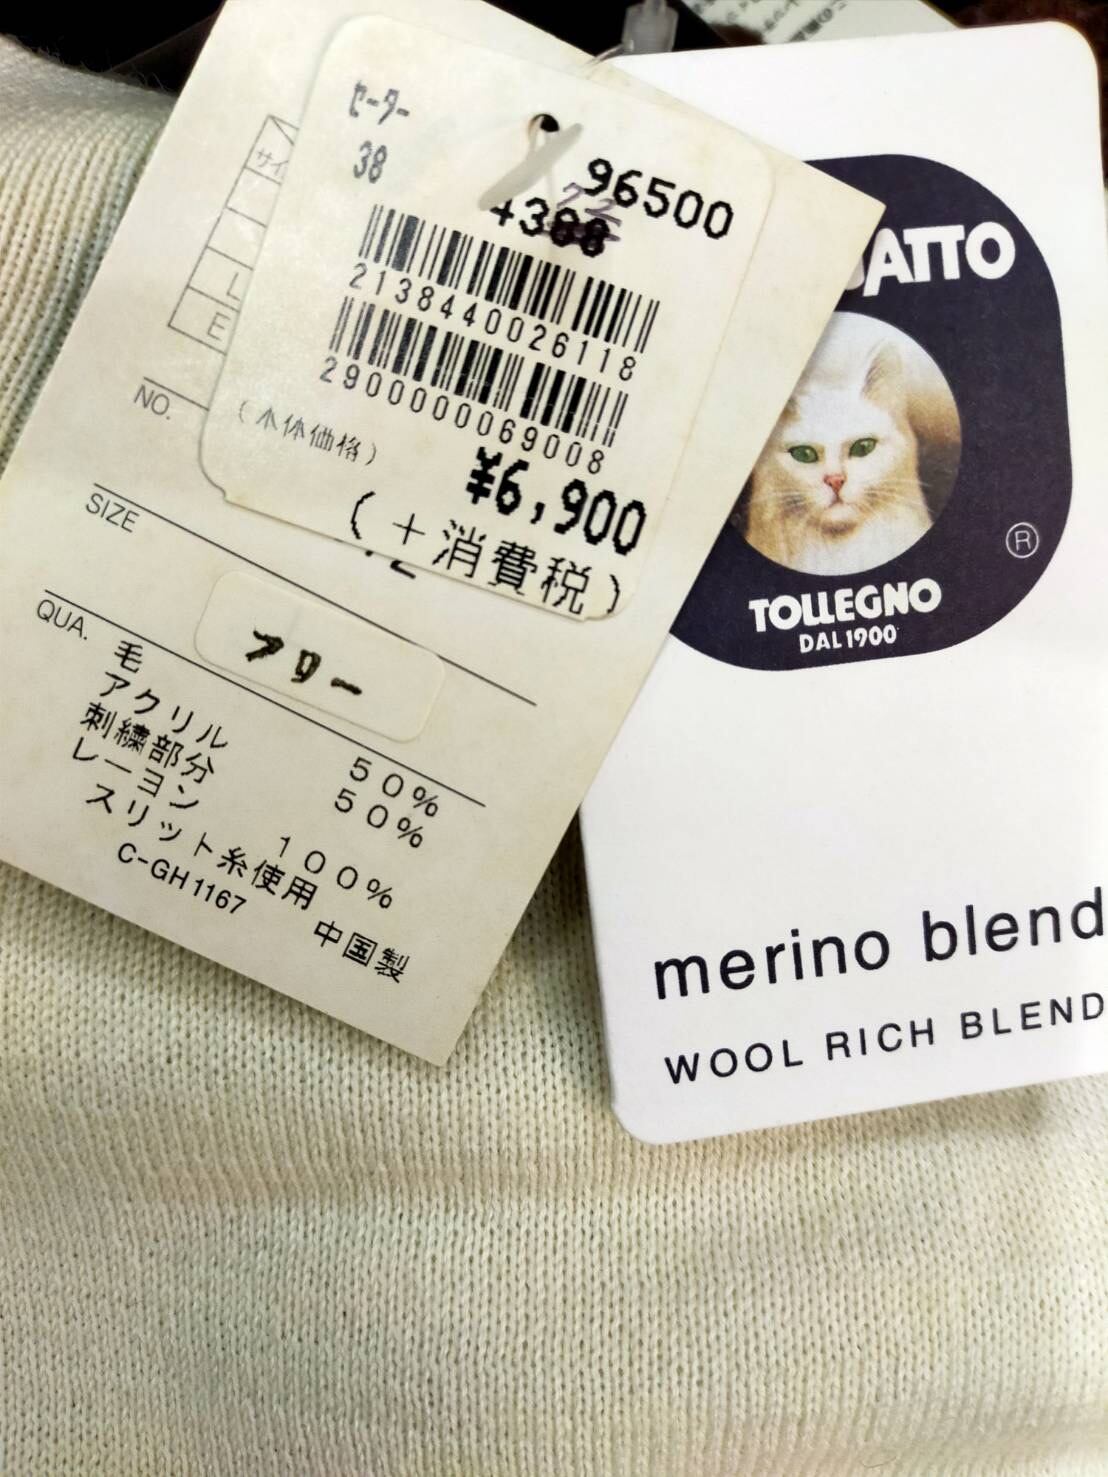 セーター
38
96500
2138440026118
2900000069008
(本体価格)
¥6,900
(+消費税)
サイ
NO.
SIZE
フリー
QUA.
毛 50%
アクリル 50%
刺繍部分
レーヨン 100%
スリット糸使用
C-GH1167
中国製
GATTO
®
TOLLEGNO
DAL 1900
merino blend
WOOL RICH BLEND